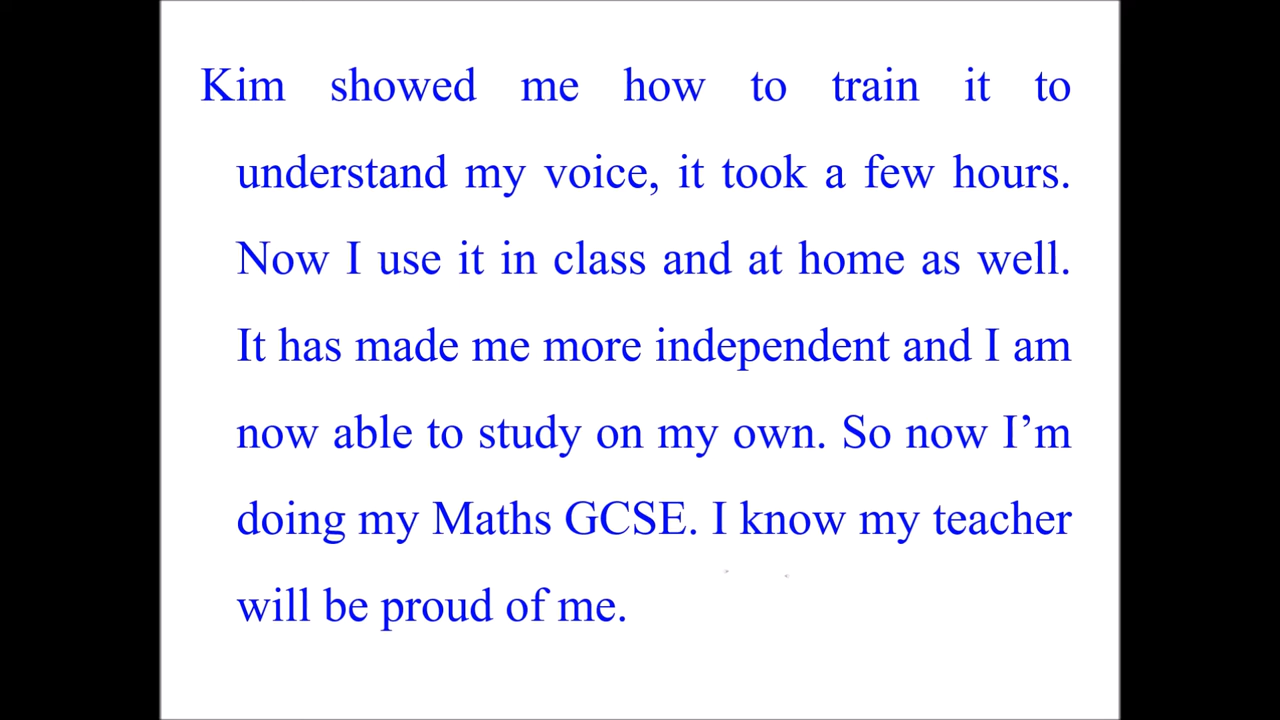 Kim showed me how to train it to
understand my voice, it took a few hours.
Now I use it in class and at home as well.
It has made me more independent and I am
now able to study on my own. So now I’m
doing my Maths GCSE. I know my teacher
will be proud of me.